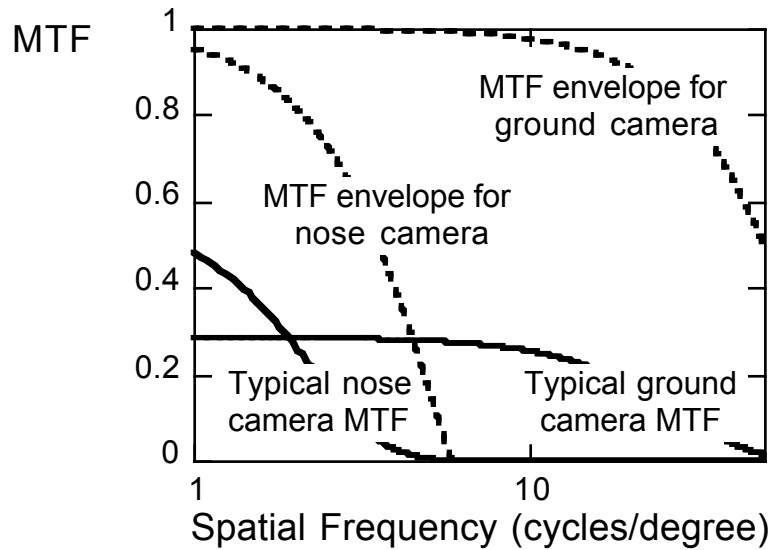 MTF
1
0.8
0.6
0.4
0.2
0
MTF envelope for
ground camera
MTF envelope for
nose camera
Typical nose
camera MTF
Typical ground
camera MTF
1
10
Spatial Frequency (cycles/degree)